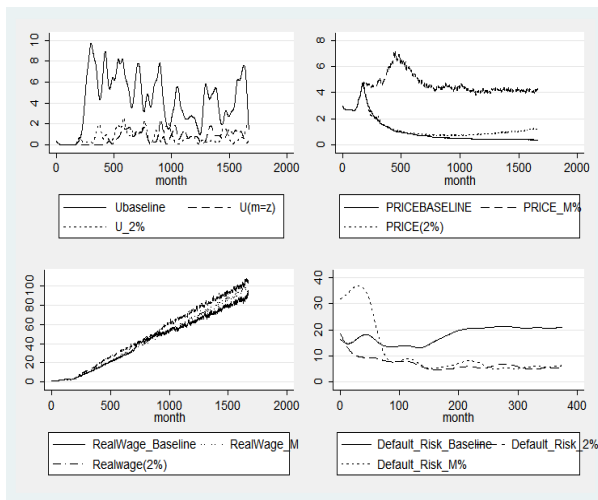 10
8
6
4
2
0
0 500 1000 1500 2000
month
Ubaseline U(m=z)
U_2%
8
6
4
2
0
0 500 1000 1500 2000
month
PRICEBASELINE PRICE_M%
PRICE(2%)
100
80
60
40
20
0
0 500 1000 1500 2000
month
RealWage_Baseline RealWage_M
Realwage(2%)
40
30
20
10
0
0 100 200 300 400
month
Default_Risk_Baseline Default_Risk_2%
Default_Risk_M%